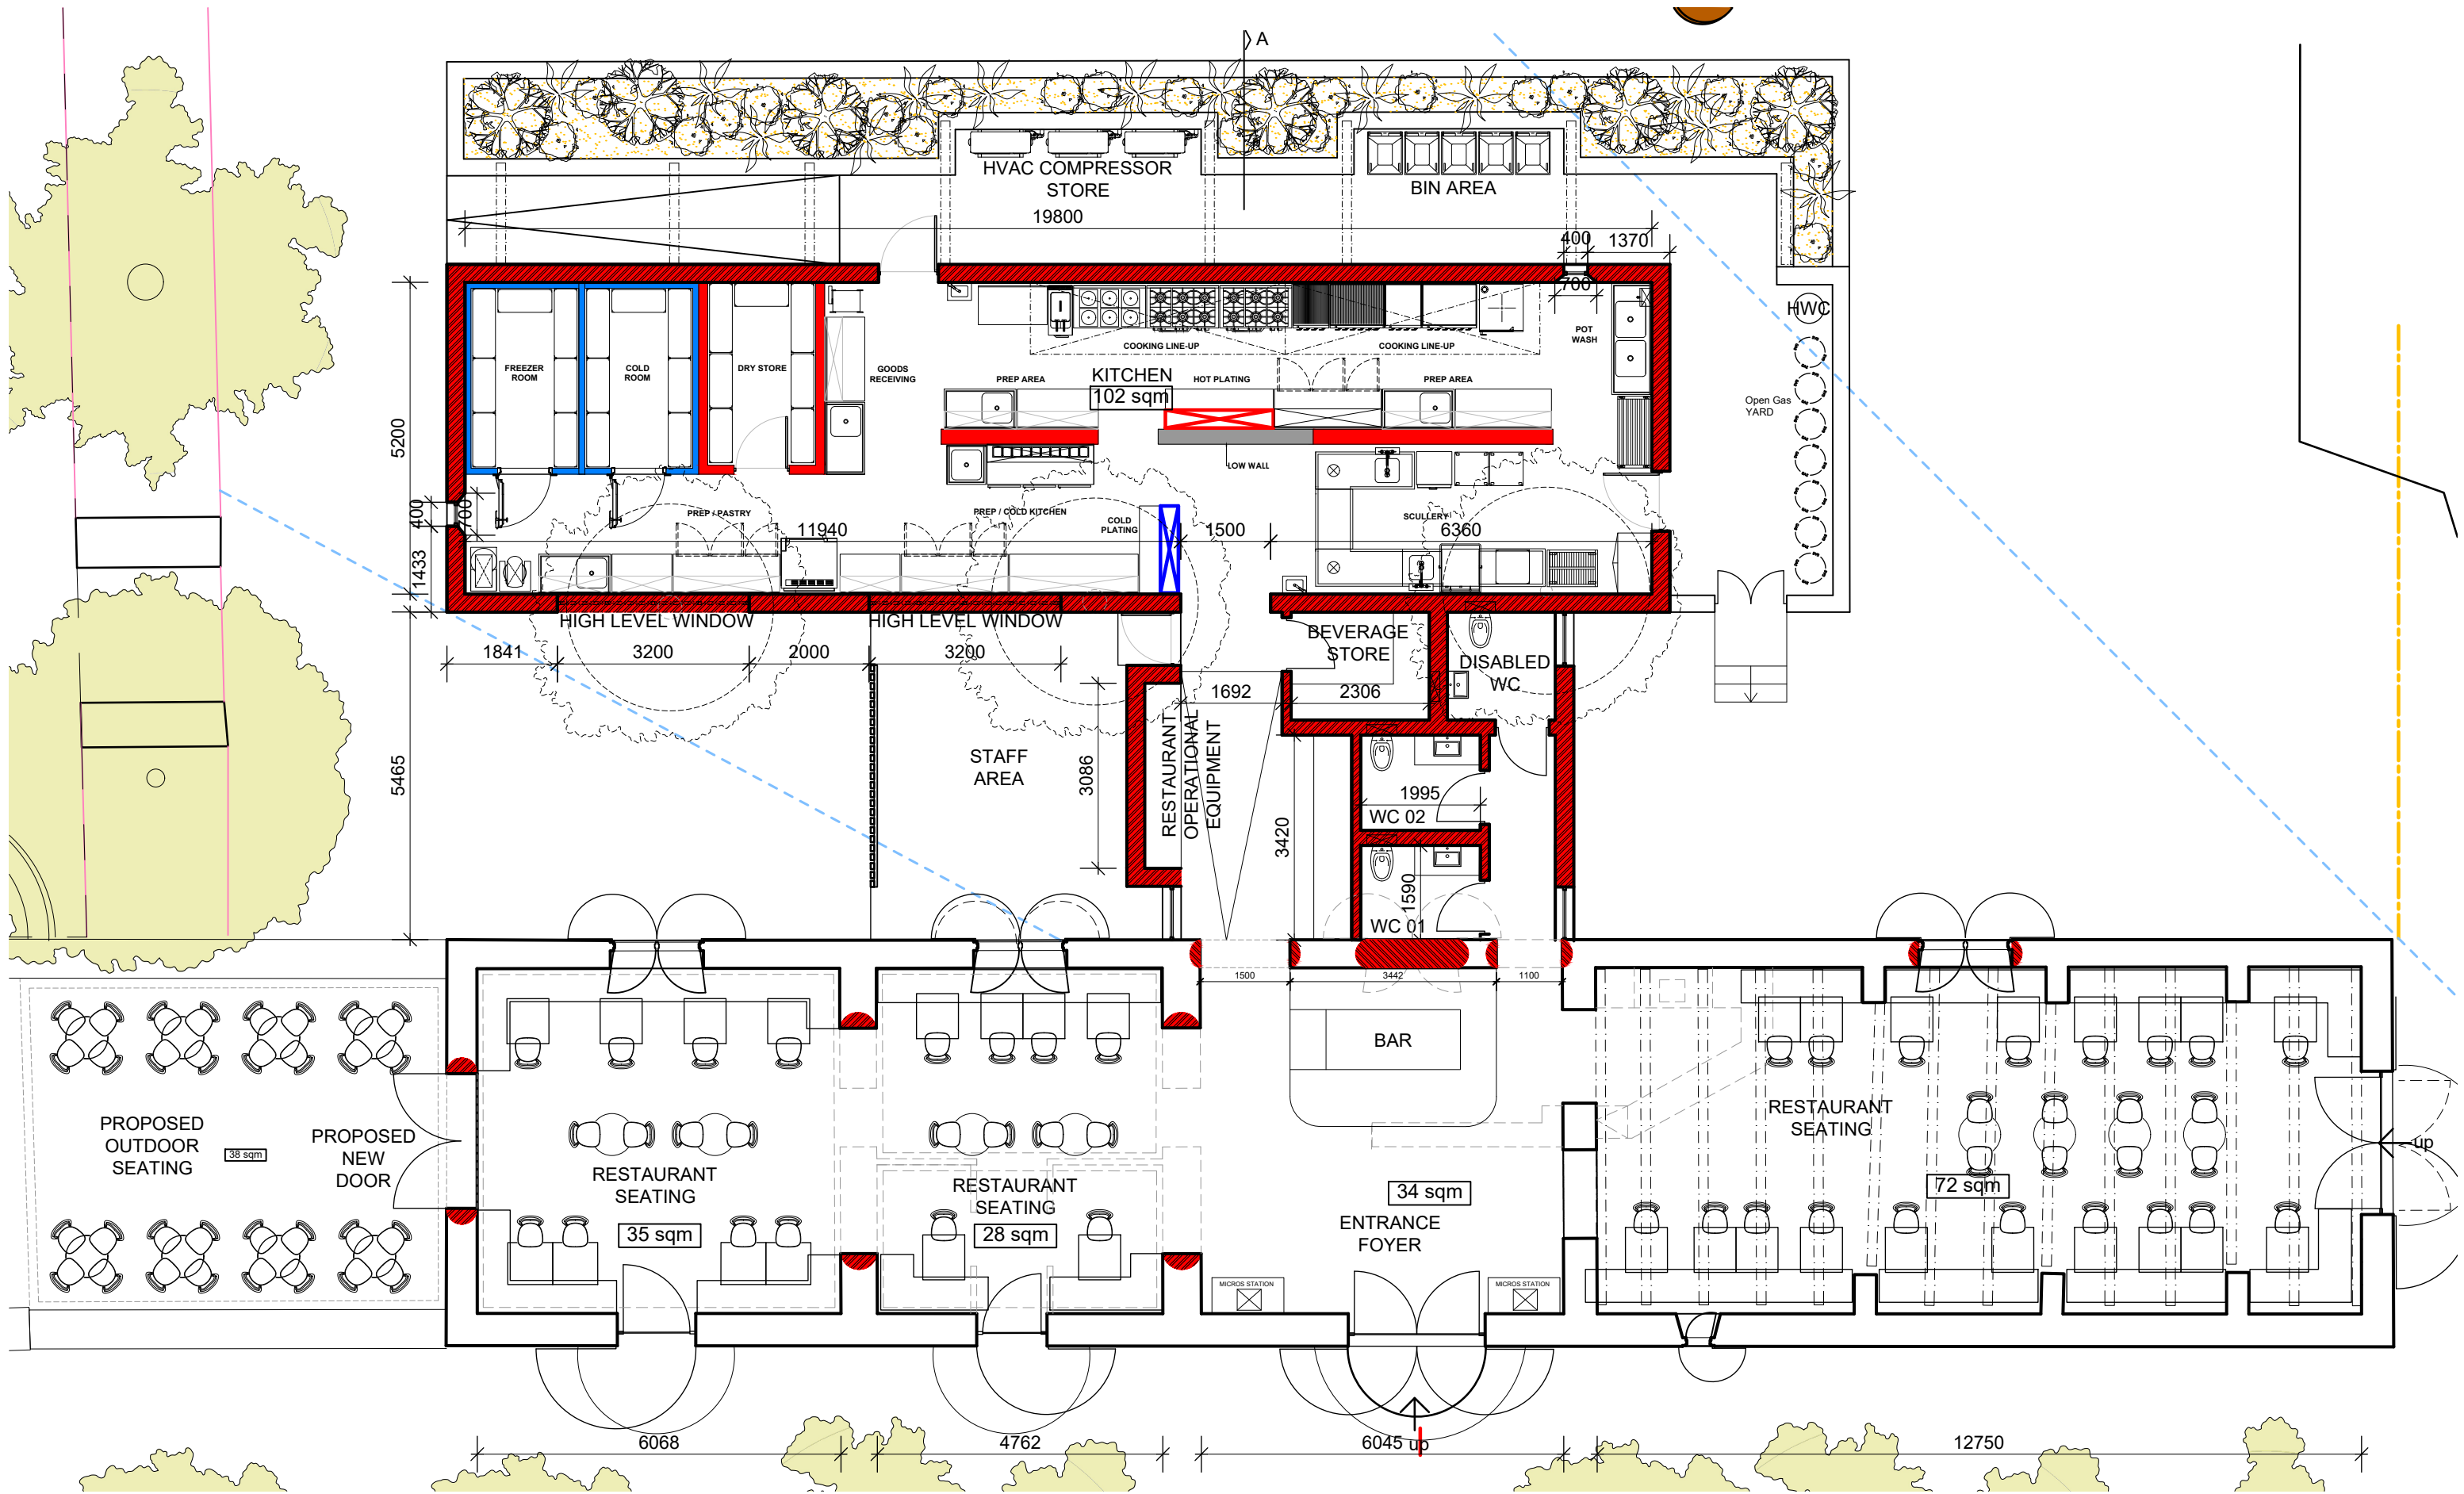 A
HVAC COMPRESSOR
STORE
BIN AREA
19800
400
1370
700
HWC
POT
WASH
COOKING LINE-UP
COOKING LINE-UP
FREEZER
ROOM
COLD
ROOM
DRY STORE
GOODS
RECEIVING
PREP AREA
KITCHEN
102 sqm
HOT PLATING
PREP AREA
Open Gas
YARD
5200
LOW WALL
400
700
PREP / PASTRY
PREP / COLD KITCHEN
COLD
PLATING
SCULLERY
11940
1500
6360
1433
HIGH LEVEL WINDOW
HIGH LEVEL WINDOW
BEVERAGE
STORE
DISABLED
WC
1841
3200
2000
3200
1692
2306
5465
STAFF
AREA
3086
RESTAURANT
OPERATIONAL
EQUIPMENT
3420
1995
WC 02
1590
WC 01
1500
3442
1100
BAR
PROPOSED
OUTDOOR
SEATING
38 sqm
PROPOSED
NEW
DOOR
RESTAURANT
SEATING
35 sqm
RESTAURANT
SEATING
28 sqm
34 sqm
ENTRANCE
FOYER
RESTAURANT
SEATING
72 sqm
up
MICROS STATION
MICROS STATION
6068
4762
6045
up
12750